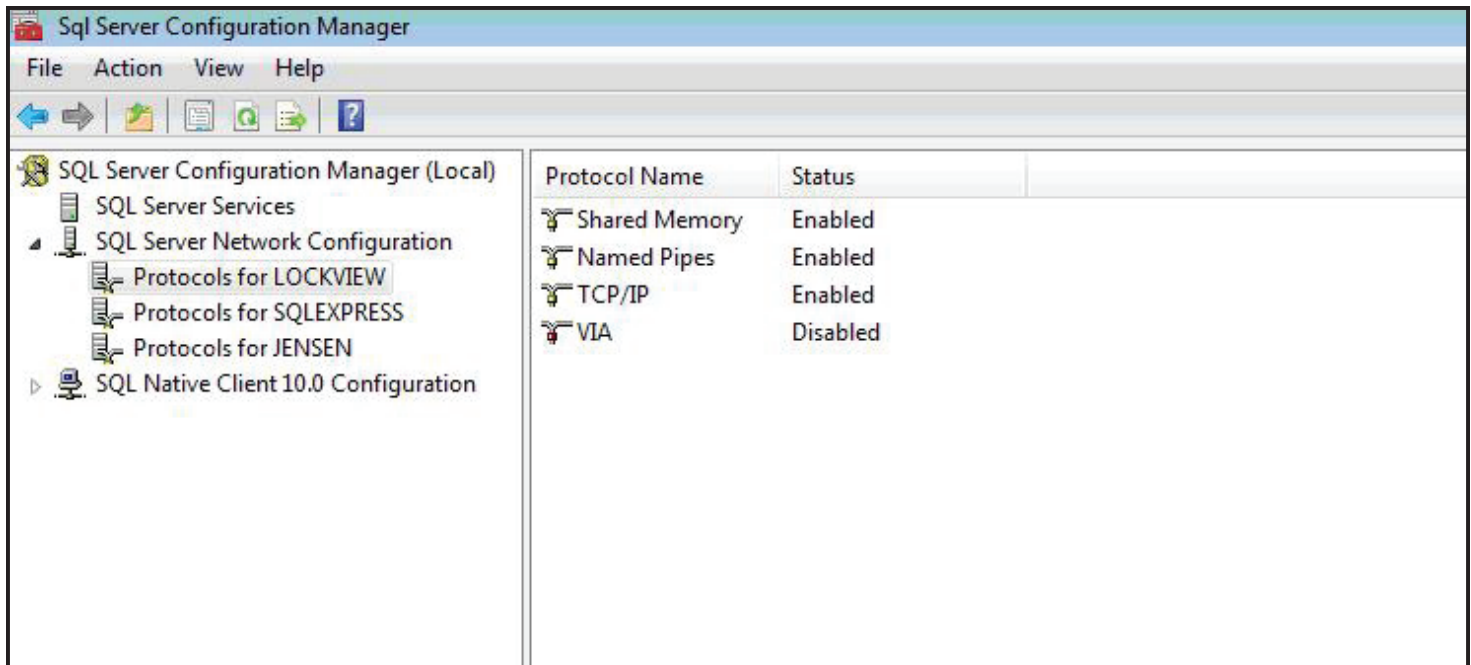 Sql Server Configuration Manager
File Action View Help
SQL Server Configuration Manager (Local)
SQL Server Services
SQL Server Network Configuration
Protocols for LOCKVIEW
Protocols for SQLEXPRESS
Protocols for JENSEN
SQL Native Client 10.0 Configuration
Protocol Name Status
Shared Memory Enabled
Named Pipes Enabled
TCP/IP Enabled
VIA Disabled